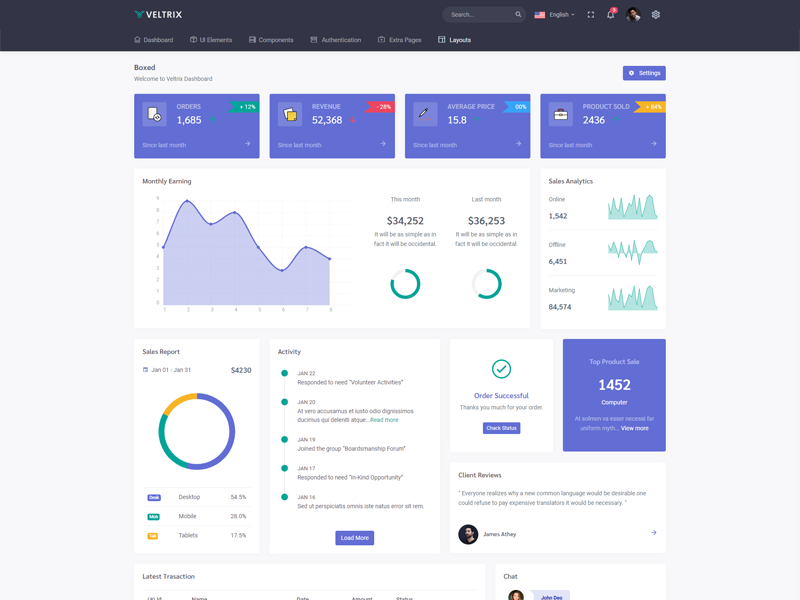 VELTRIX
Search...
English
3
Dashboard
UI Elements
Components
Authentication
Extra Pages
Layouts
Boxed
Welcome to Veltrix Dashboard
Settings
ORDERS
+ 12%
1,685
Since last month
REVENUE
- 28%
52,368
Since last month
AVERAGE PRICE
00%
15.8
Since last month
PRODUCT SOLD
+ 84%
2436
Since last month
Monthly Earning
9
8
7
6
5
4
3
2
1
0
1 2 3 4 5 6 7 8
This month
$34,252
It will be as simple as in
fact it will be occidental.
Last month
$36,253
It will be as simple as in
fact it will be occidental.
Sales Analytics
Online
1,542
Offline
6,451
Marketing
84,574
Sales Report
Jan 01 - Jan 31 $4230
Desk Desktop 54.5%
Mob Mobile 28.0%
Tab Tablets 17.5%
Activity
JAN 22
Responded to need "Volunteer Activities"
JAN 20
At vero accusamus et iusto odio dignissimos
ducimus qui deleniti atque...Read more
JAN 19
Joined the group "Boardsmanship Forum"
JAN 17
Responded to need "In-Kind Opportunity"
JAN 16
Sed ut perspiciatis omnis iste natus error sit rem.
Load More
Order Successful
Thanks you much for your order.
Chack Status
Top Product Sale
1452
Computer
At solmen va esser necessi far
uniform myth... View more
Client Reviews
" Everyone realizes why a new common language would be desirable one
could refuse to pay expensive translators it would be necessary. "
James Athey
Latest Trasaction
Name Date Amount Status
Chat
John Deo